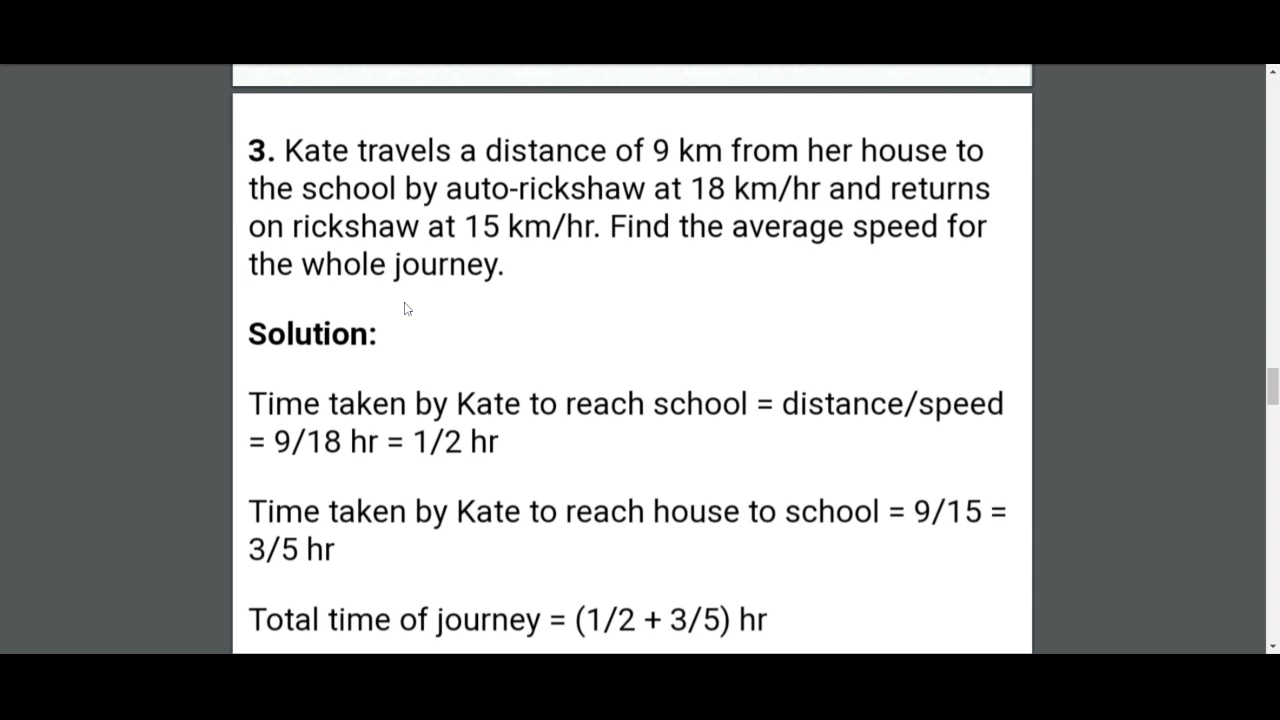 3. Kate travels a distance of 9 km from her house to
the school by auto-rickshaw at 18 km/hr and returns
on rickshaw at 15 km/hr. Find the average speed for
the whole journey.
Solution:
Time taken by Kate to reach school = distance/speed
= 9/18 hr = 1/2 hr
Time taken by Kate to reach house to school = 9/15 =
3/5 hr
Total time of journey = (1/2 + 3/5) hr